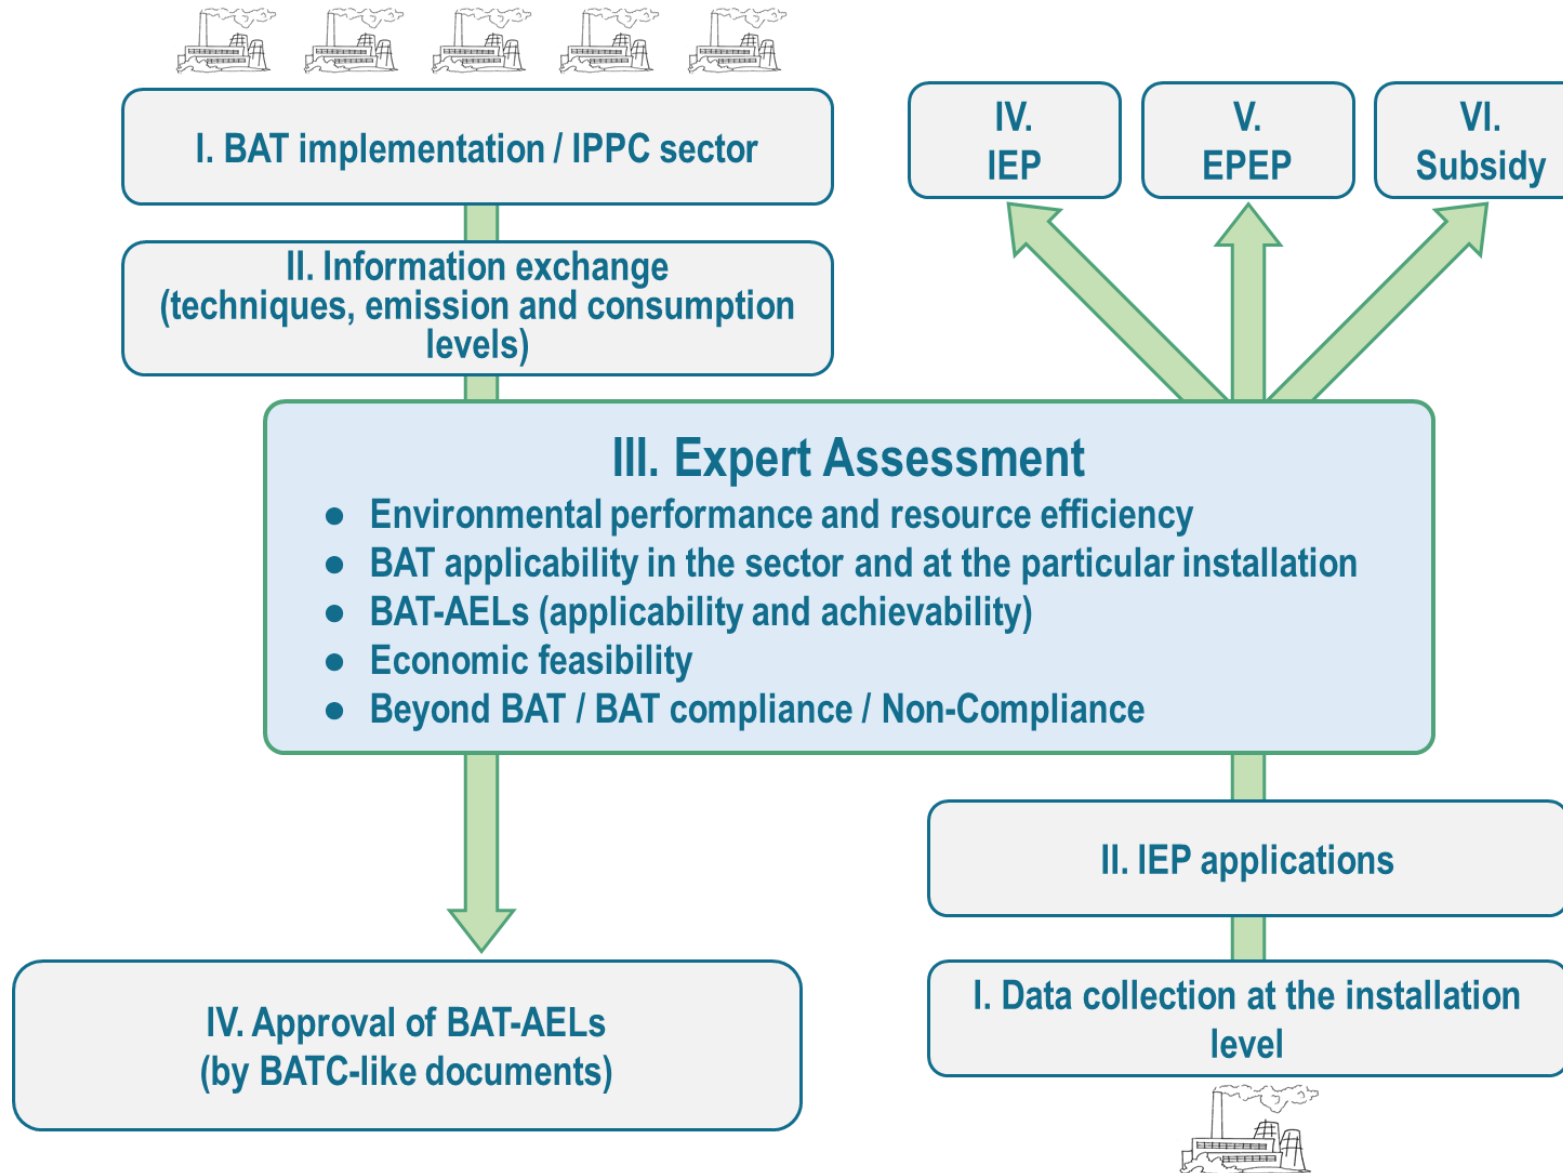 I. BAT implementation / IPPC sector
II. Information exchange
(techniques, emission and consumption
levels)
IV.
IEP
V.
EPEP
VI.
Subsidy
III. Expert Assessment
● Environmental performance and resource efficiency
● BAT applicability in the sector and at the particular installation
● BAT-AELs (applicability and achievability)
● Economic feasibility
● Beyond BAT / BAT compliance / Non-Compliance
IV. Approval of BAT-AELs
(by BATC-like documents)
II. IEP applications
I. Data collection at the installation
level